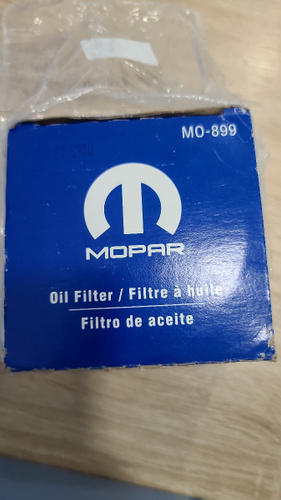 MO-899
MOPAR
Oil Filter / Filtre à huile
Filtro de aceite